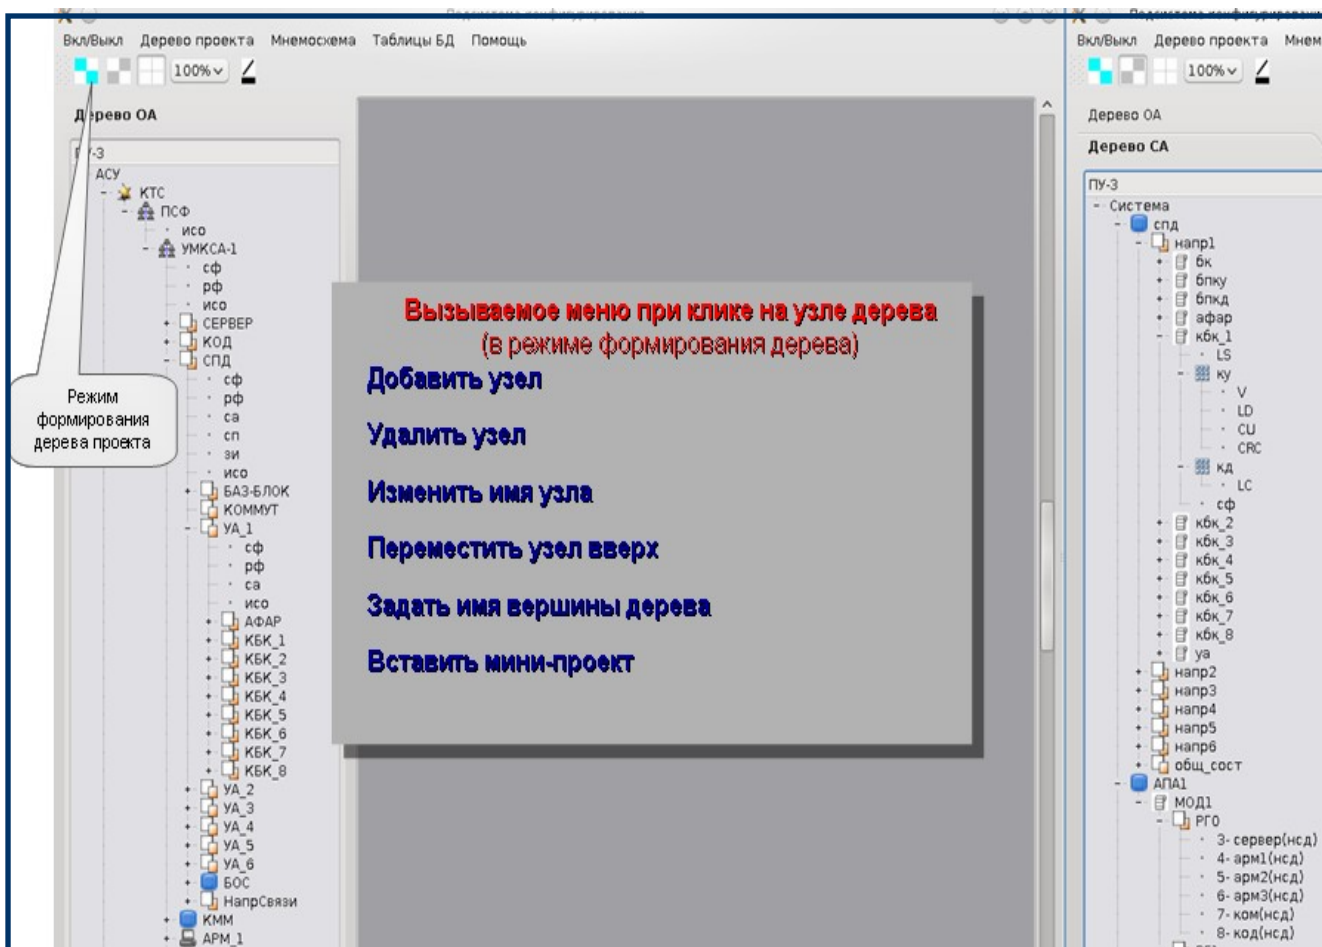 Подсистема конфигурирования
Вкл/Выкл Дерево проекта Мнемосхема Таблицы БД Помощь
100%
Дерево ОА
ПУ-3
АСУ
КТС
ПСФ
исо
УМКСА-1
сф
рф
исо
СЕРВЕР
КОД
СПД
сф
рф
са
сп
зи
исо
БАЗ-БЛОК
КОММУТ
УА_1
сф
рф
са
исо
АФАР
КБК_1
КБК_2
КБК_3
КБК_4
КБК_5
КБК_6
КБК_7
КБК_8
УА_2
УА_3
УА_4
УА_5
УА_6
БОС
НапрСвязи
КММ
АРМ_1
Режим
формирования
дерева проекта
Вызываемое меню при клике на узле дерева
(в режиме формирования дерева)
Добавить узел
Удалить узел
Изменить имя узла
Переместить узел вверх
Задать имя вершины дерева
Вставить мини-проект
Подсистема конфигурирования
Вкл/Выкл Дерево проекта Мнем
100%
Дерево ОА
Дерево СА
ПУ-3
Система
спд
напр1
бк
бпку
бпкд
афар
кбк_1
LS
ку
V
LD
CU
CRC
кд
LC
сф
кбк_2
кбк_3
кбк_4
кбк_5
кбк_6
кбк_7
кбк_8
уа
напр2
напр3
напр4
напр5
напр6
общ_сост
АПА1
МОД1
РГ0
3- сервер(нсд)
4- арм1(нсд)
5- арм2(нсд)
6- арм3(нсд)
7- ком(нсд)
8- код(нсд)